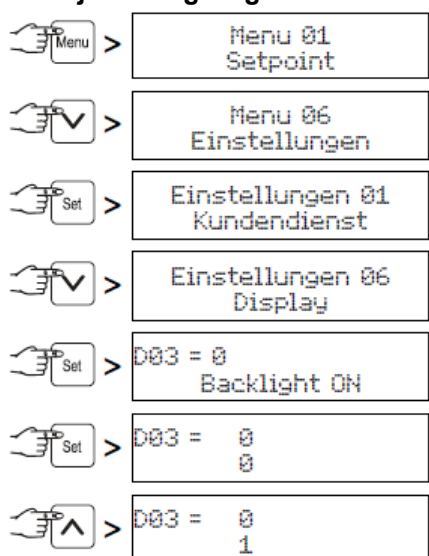 Menu > Menu 01
Setpoint
> Menu 06
Einstellungen
Set > Einstellungen 01
Kundendienst
> Einstellungen 06
Display
Set > D03 = 0
Backlight ON
Set > D03 = 0
0
> D03 = 0
1